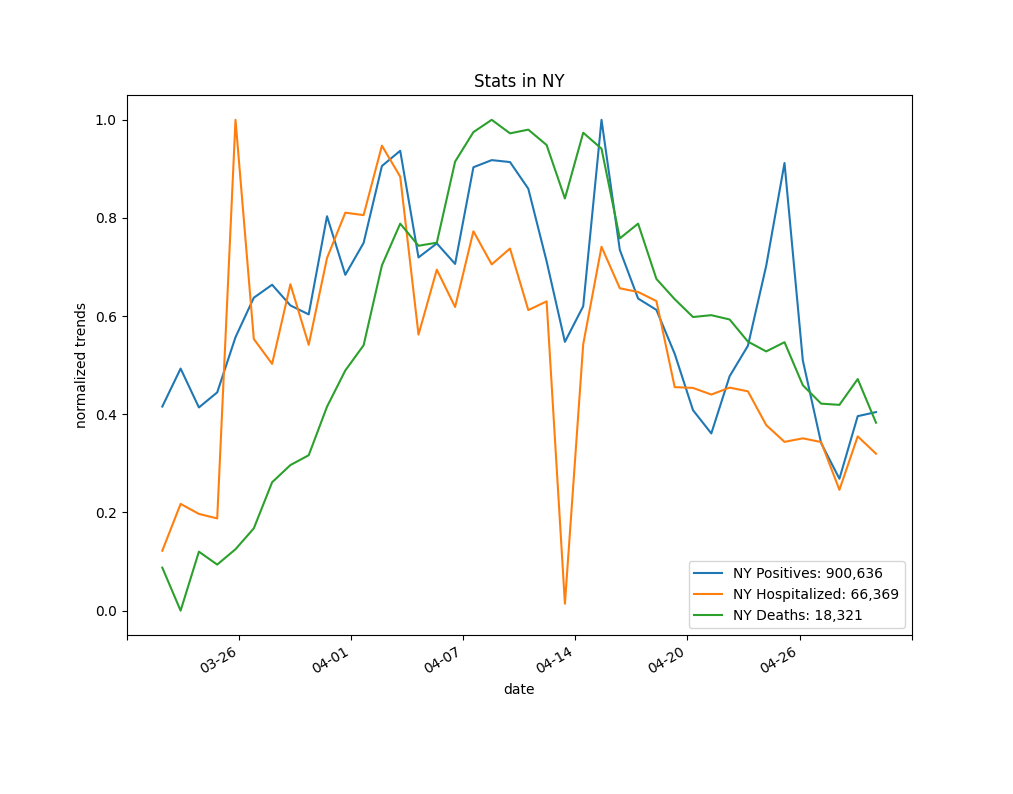 Stats in NY
1.0
0.8
0.6
0.4
0.2
0.0
normalized trends
NY Positives: 900,636
NY Hospitalized: 66,369
NY Deaths: 18,321
03-26
04-01
04-07
04-14
04-20
04-26
date